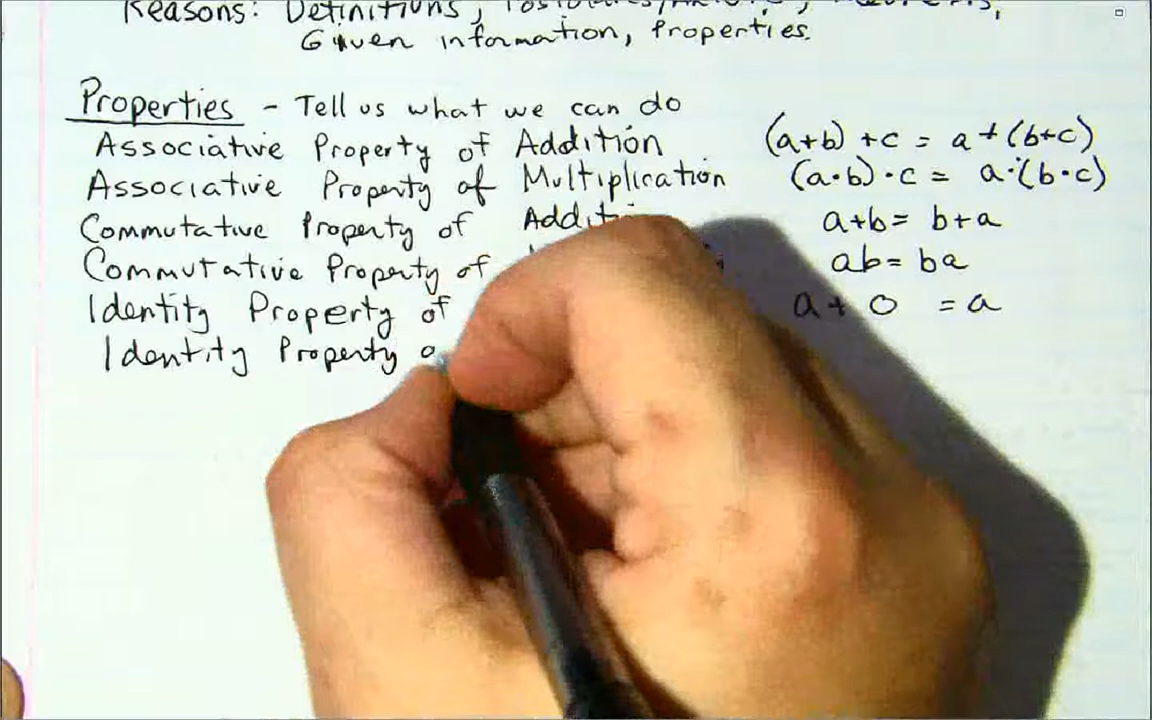 Reasons: Definitions,
Given information, Properties.
Properties - Tell us what we can do
Associative Property of Addition (a+b) + c = a + (b+c)
Associative Property of Multiplication (a·b)·c = a·(b·c)
Commutative Property of Additi a+b = b+a
Commutative Property of ab = ba
Identity Property of a + 0 = a
Identity Property o